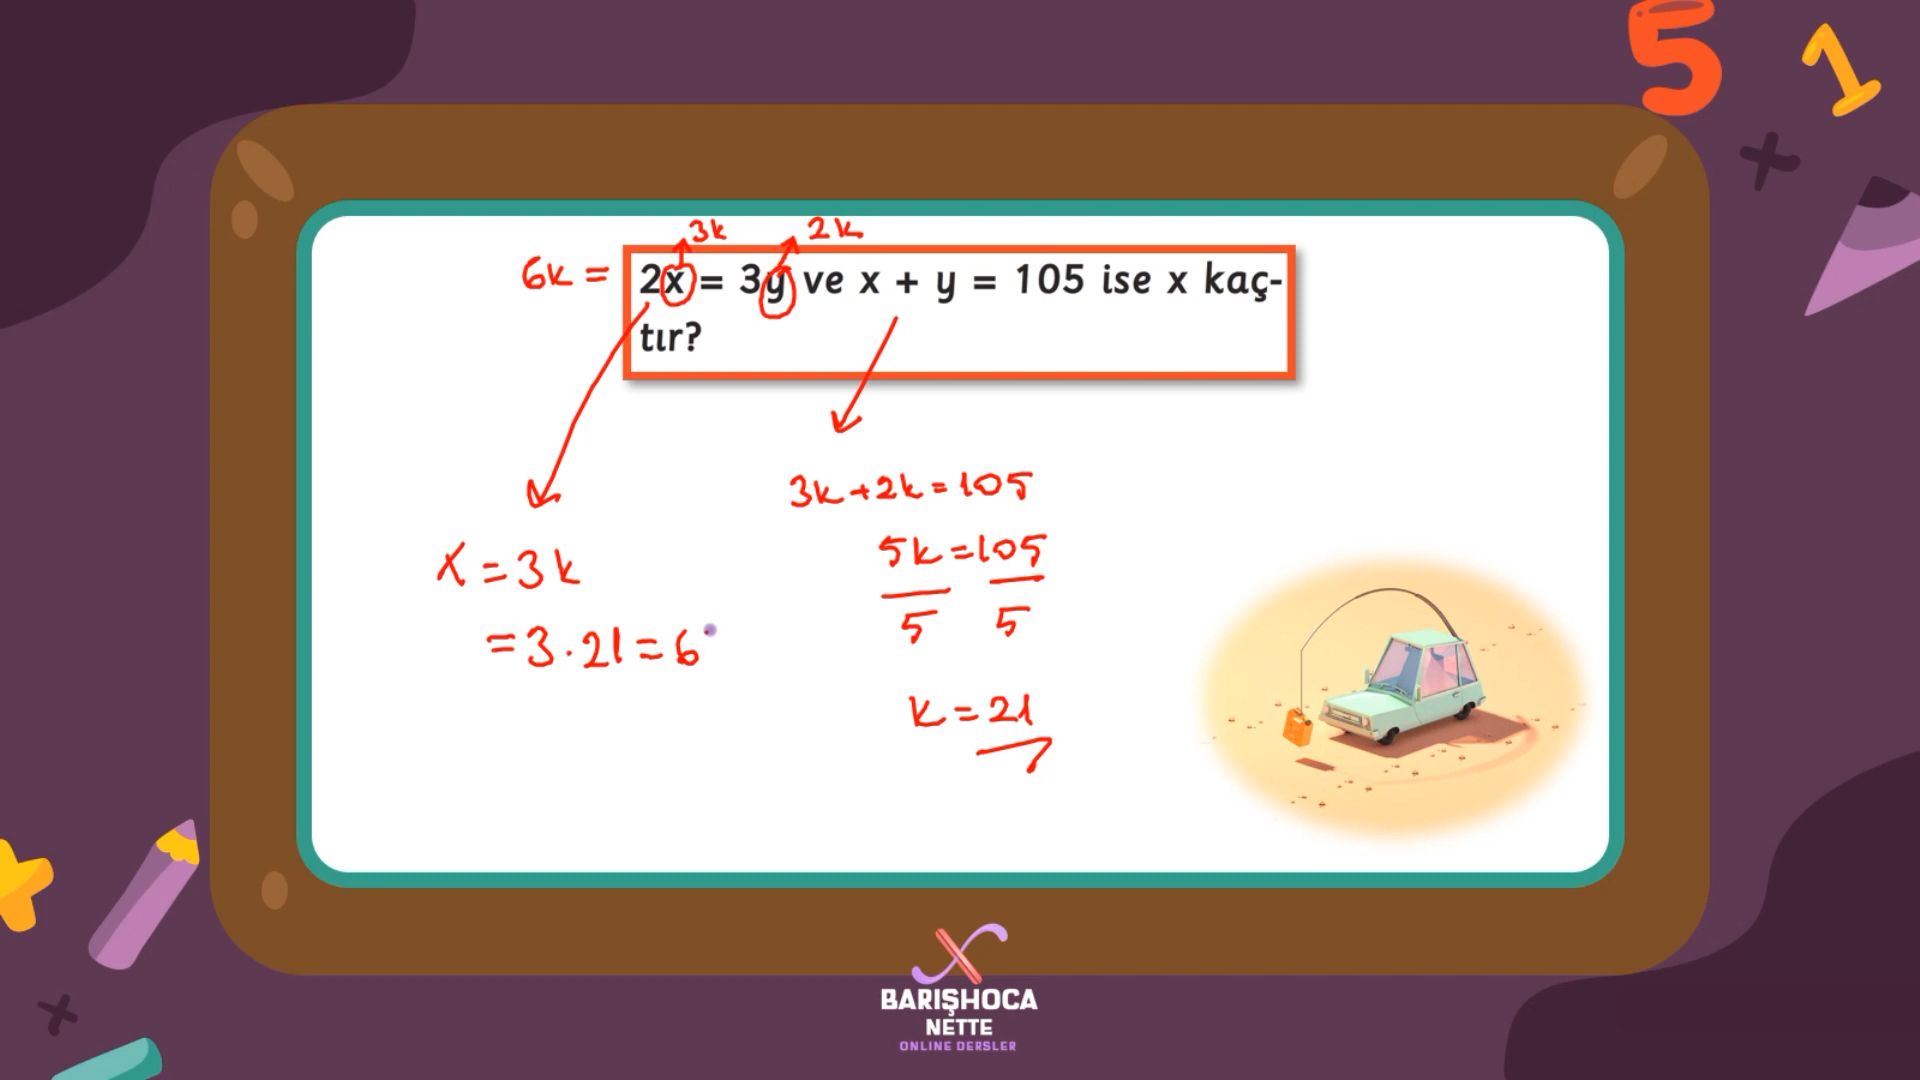 5 1
3k 2k
6k =
2x = 3y ve x + y = 105 ise x kaç-
tır?
3k+2k=105
5k=105
5 5
k=21
x=3k
=3.21=6
BARIŞHOCA
NETTE
ONLINE DERSLER